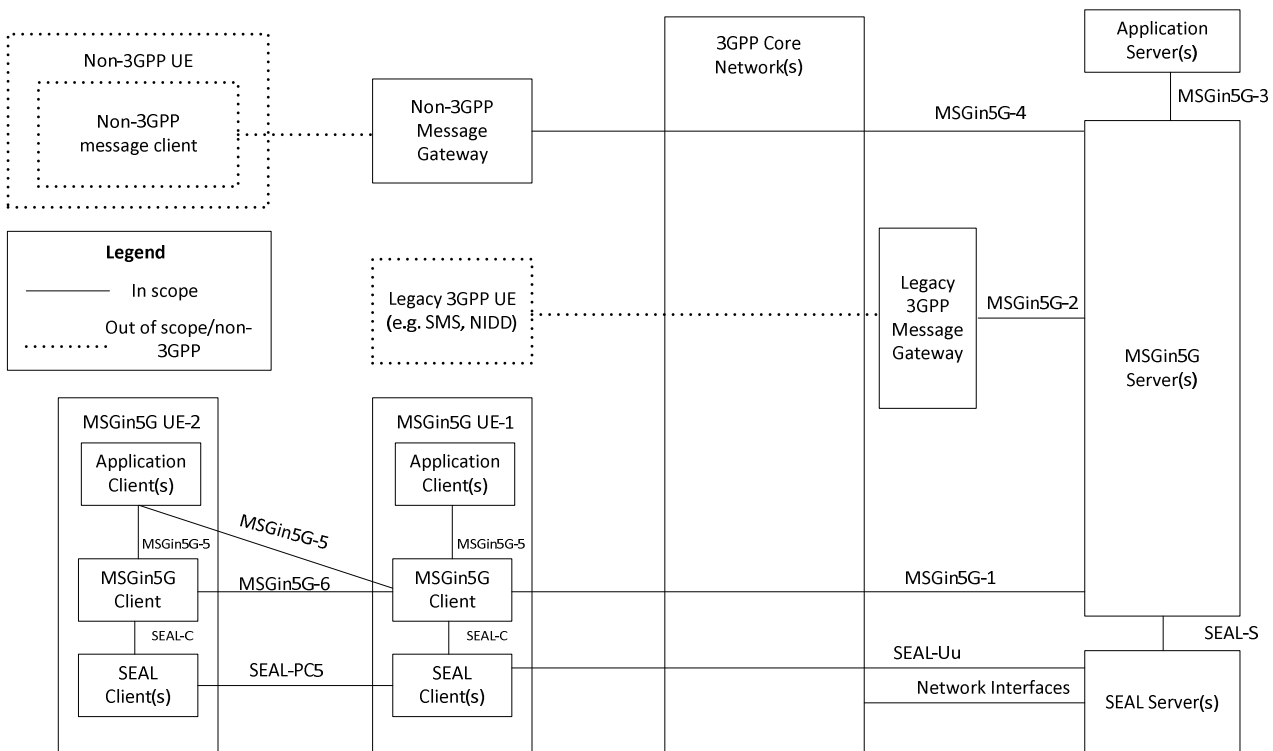 Non-3GPP UE
Non-3GPP
message client
Non-3GPP
Message
Gateway
3GPP Core
Network(s)
Application
Server(s)
MSGin5G-3
MSGin5G-4
Legend
In scope
Out of scope/non-
3GPP
Legacy 3GPP UE
(e.g. SMS, NIDD)
Legacy
3GPP
Message
Gateway
MSGin5G-2
MSGin5G
Server(s)
MSGin5G UE-2
Application
Client(s)
MSGin5G-5
MSGin5G
Client
SEAL-C
SEAL
Client(s)
MSGin5G-5
MSGin5G-6
SEAL-PC5
MSGin5G UE-1
Application
Client(s)
MSGin5G-5
MSGin5G
Client
SEAL-C
SEAL
Client(s)
MSGin5G-1
SEAL-S
SEAL-Uu
Network Interfaces
SEAL Server(s)